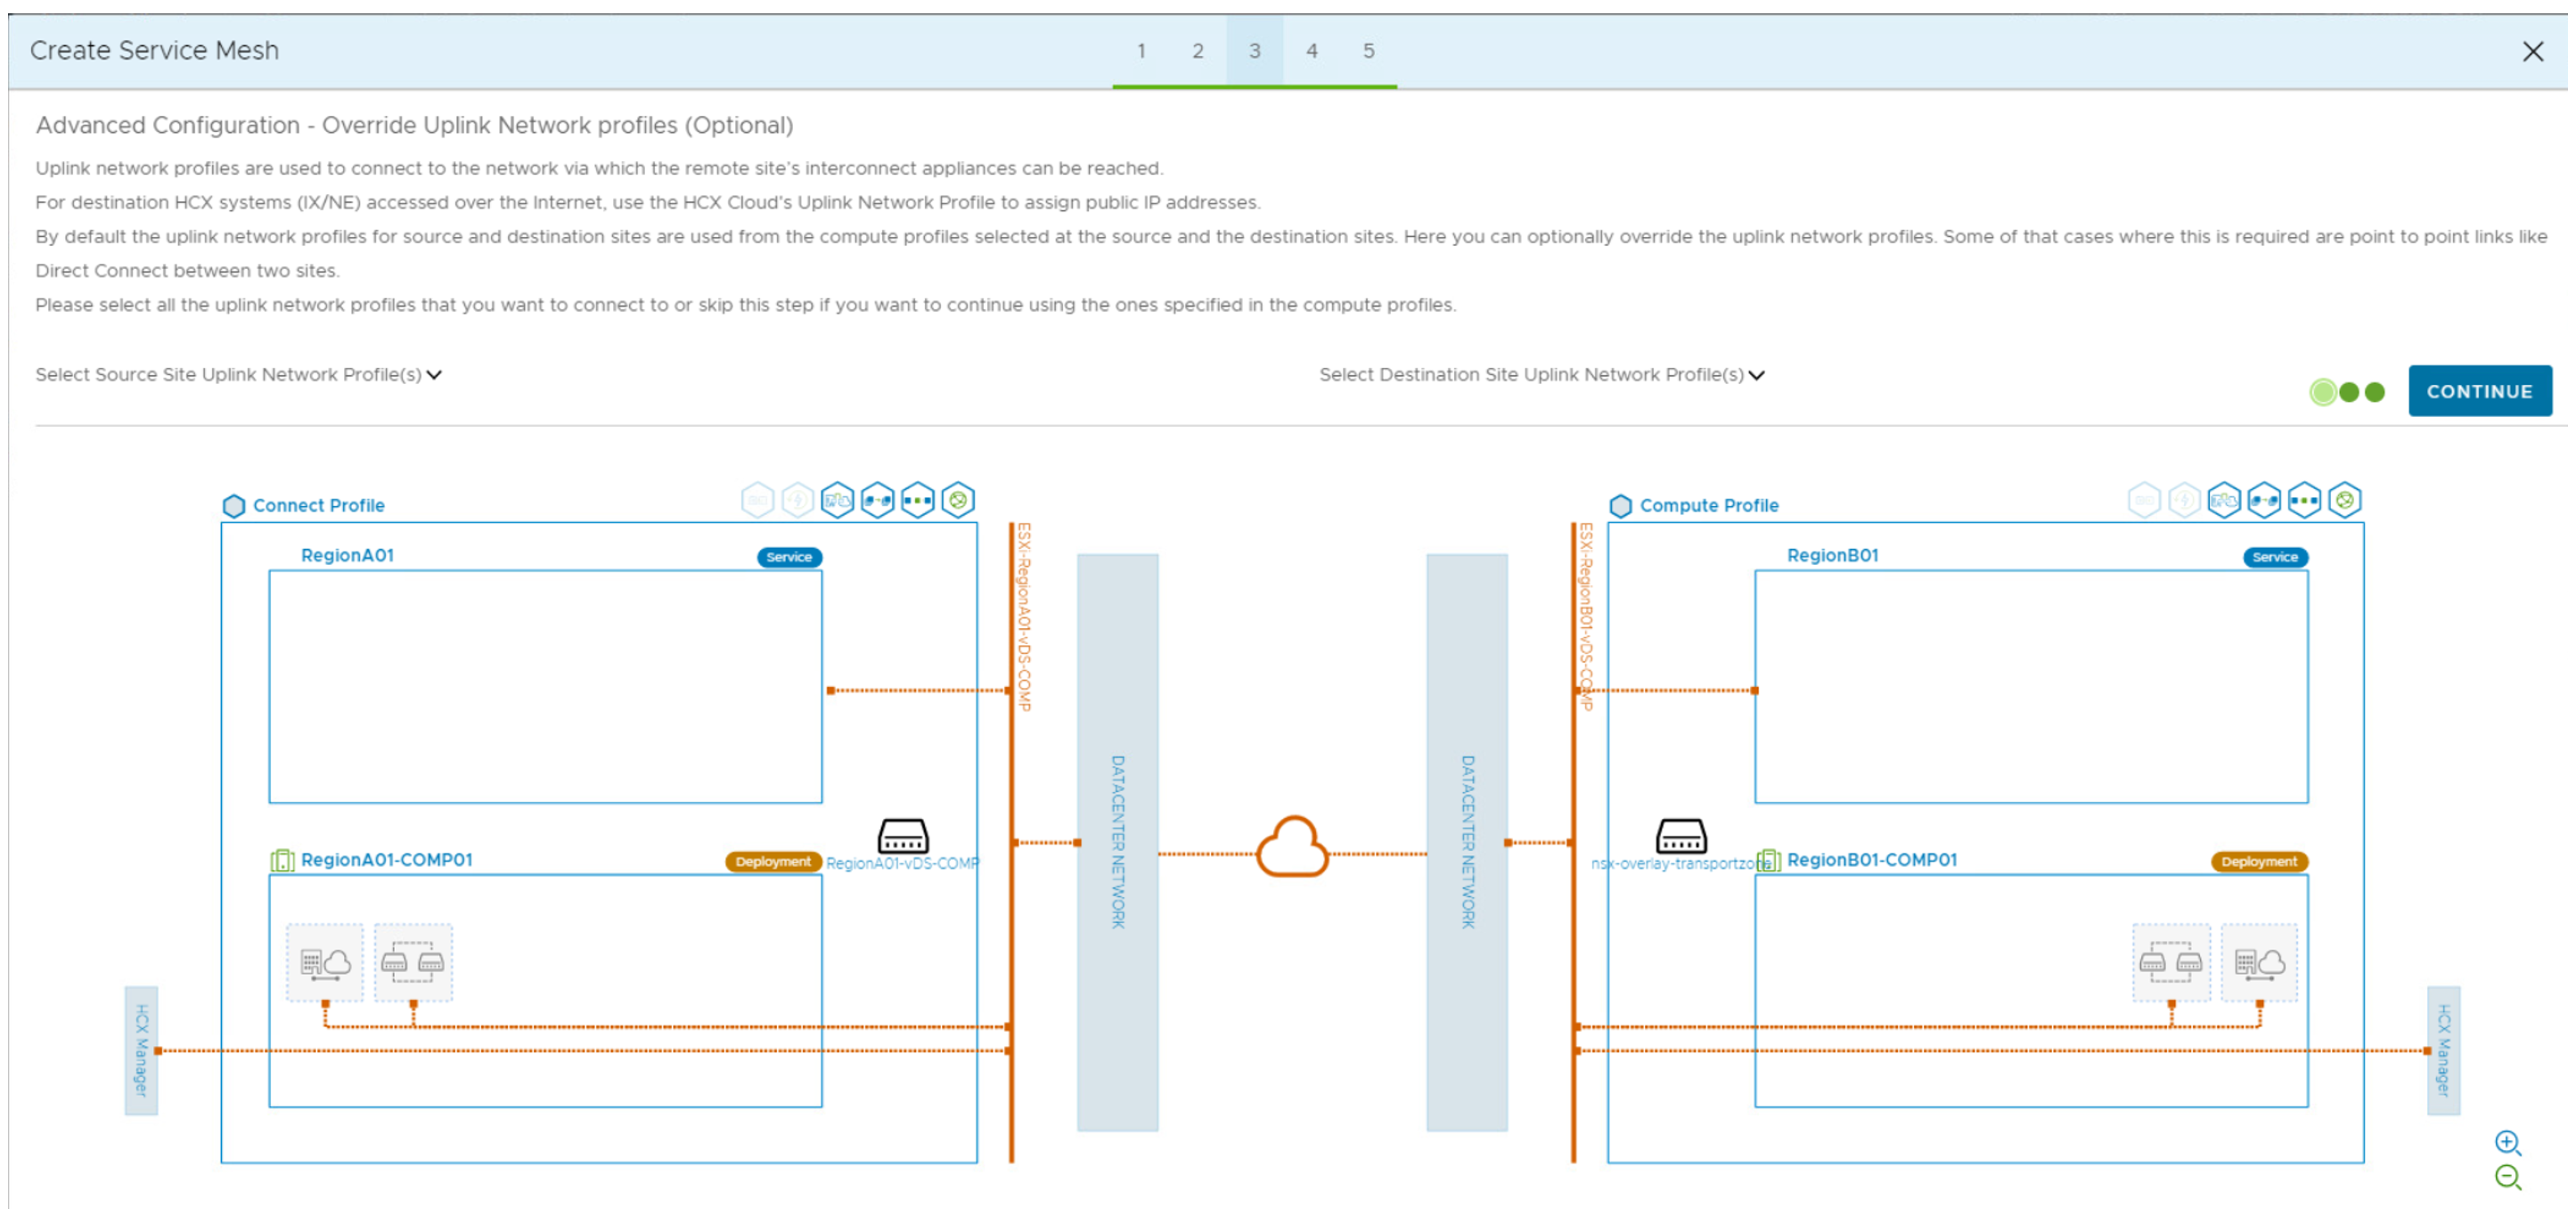 Create Service Mesh
1 2 3 4 5
Advanced Configuration - Override Uplink Network profiles (Optional)
Uplink network profiles are used to connect to the network via which the remote site's interconnect appliances can be reached.
For destination HCX systems (IX/NE) accessed over the Internet, use the HCX Cloud's Uplink Network Profile to assign public IP addresses.
By default the uplink network profiles for source and destination sites are used from the compute profiles selected at the source and the destination sites. Here you can optionally override the uplink network profiles. Some of that cases where this is required are point to point links like
Direct Connect between two sites.
Please select all the uplink network profiles that you want to connect to or skip this step if you want to continue using the ones specified in the compute profiles.
Select Source Site Uplink Network Profile(s)
Select Destination Site Uplink Network Profile(s)
CONTINUE
Connect Profile
RegionA01
Service
ESXi-RegionA01-vDS-COMP
RegionA01-COMP01
Deployment
RegionA01-vDS-COMP
HCX Manager
DATACENTER NETWORK
DATACENTER NETWORK
ESXi-RegionB01-vDS-COMP
Compute Profile
RegionB01
Service
nsx-overlay-transportzone
RegionB01-COMP01
Deployment
HCX Manager